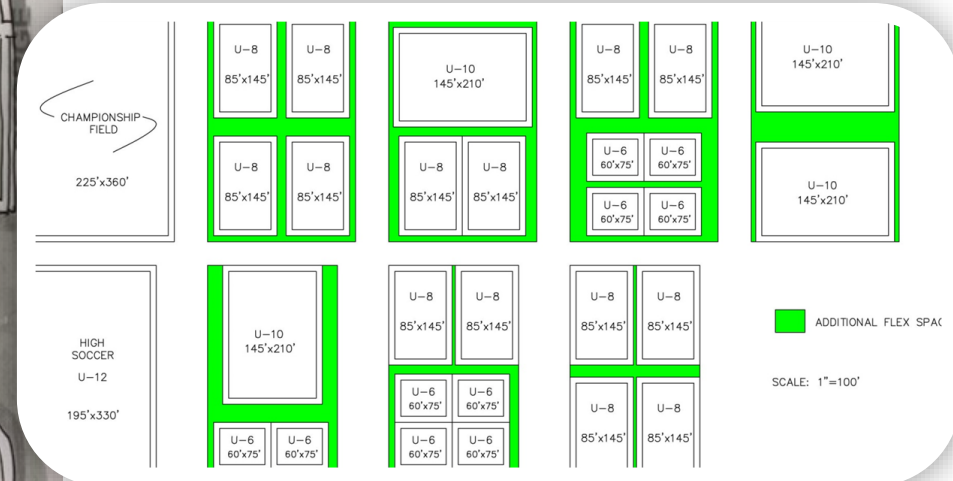 CHAMPIONSHIP
FIELD
225'x360'
U-8
85'x145'
U-8
85'x145'
U-8
85'x145'
U-8
85'x145'
U-10
145'x210'
U-8
85'x145'
U-8
85'x145'
U-8
85'x145'
U-8
85'x145'
U-6
60'x75'
U-6
60'x75'
U-6
60'x75'
U-6
60'x75'
U-10
145'x210'
U-10
145'x210'
HIGH
SOCCER
U-12
195'x330'
U-10
145'x210'
U-6
60'x75'
U-6
60'x75'
U-8
85'x145'
U-8
85'x145'
U-6
60'x75'
U-6
60'x75'
U-6
60'x75'
U-6
60'x75'
U-8
85'x145'
U-8
85'x145'
U-8
85'x145'
U-8
85'x145'
ADDITIONAL FLEX SPAC
SCALE: 1"=100'